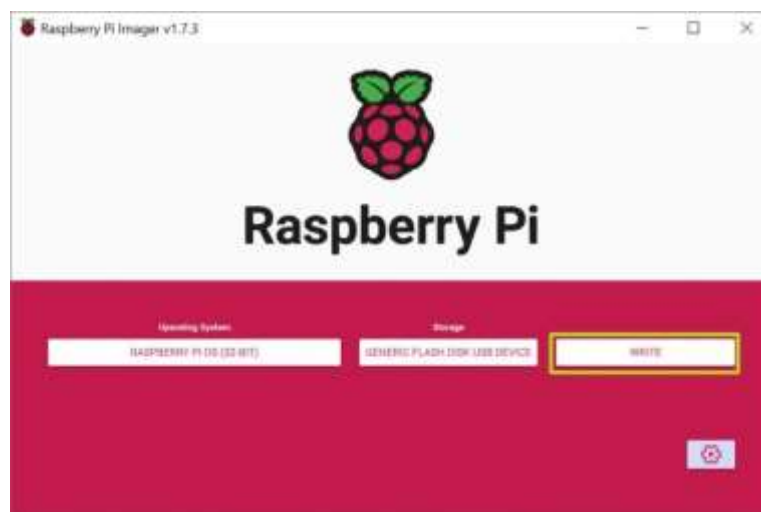 Raspberry Pi Imager v1.7.3
Raspberry Pi
Operating System
Storage
RASPBERRY PI OS (32-BIT)
GENERIC FLASH DISK USB DEVICE
WRITE